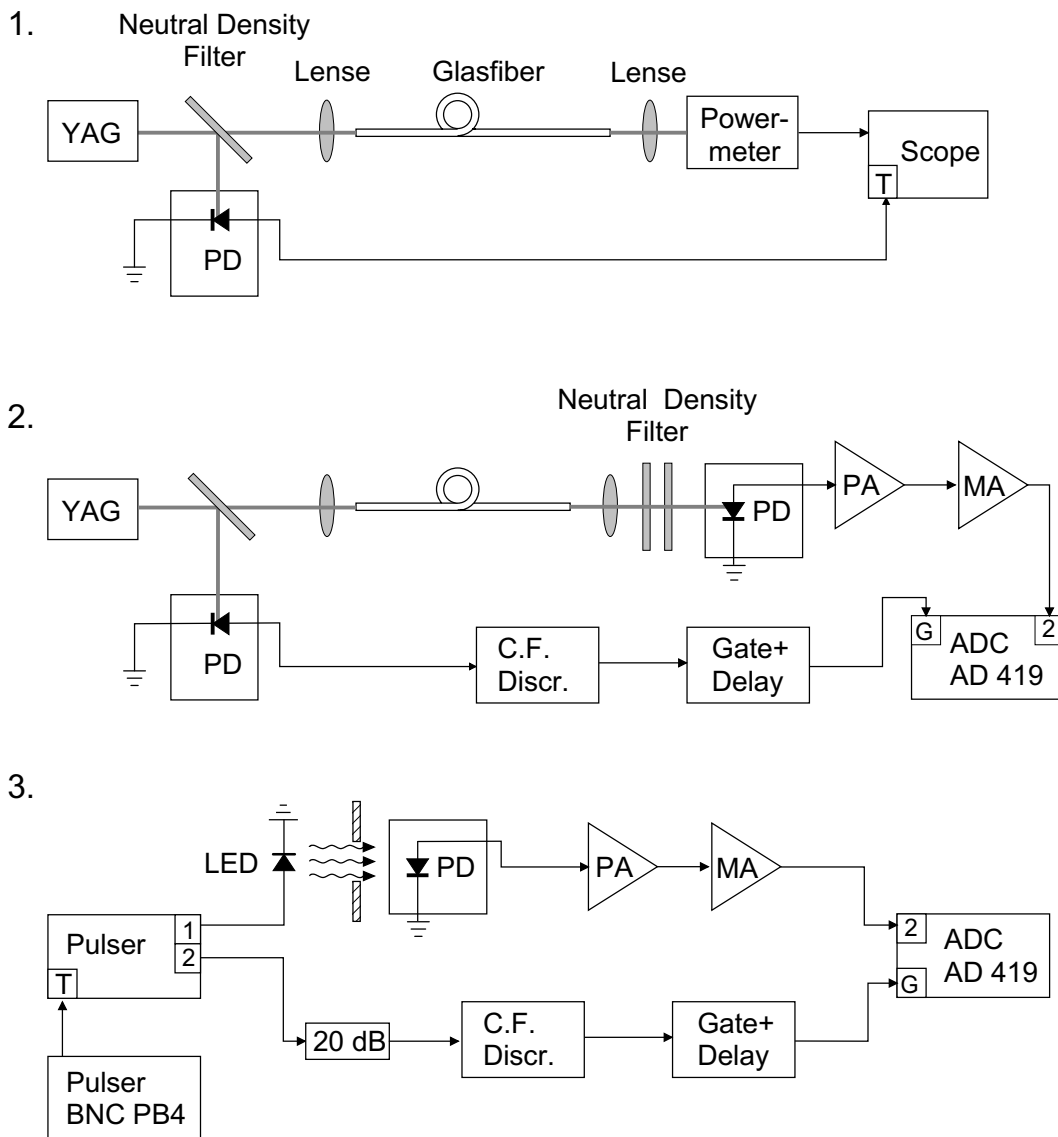 1.
Neutral Density
Filter
Lense
Glasfiber
Lense
YAG
Power-
meter
Scope
T
PD
2.
Neutral Density
Filter
YAG
PD
PA
MA
PD
C.F.
Discr.
Gate+
Delay
G
2
ADC
AD 419
3.
LED
PD
PA
MA
Pulser
1
2
T
2
ADC
AD 419
G
20 dB
C.F.
Discr.
Gate+
Delay
Pulser
BNC PB4